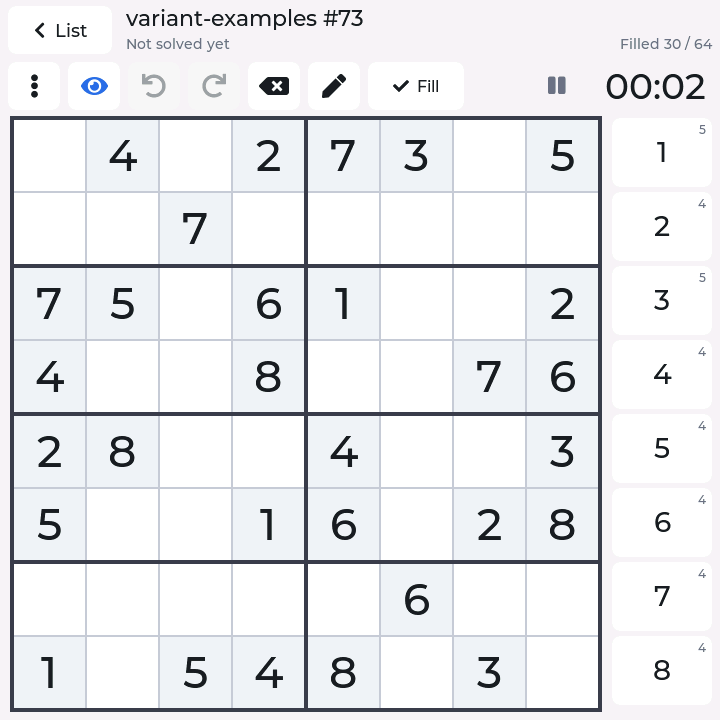 List
variant-examples #73
Not solved yet
Filled 30 / 64
Fill
00:02
4 2 7 3 5
7
7 5 6 1 2
4 8 7 6
2 8 4 3
5 1 6 2 8
6
1 5 4 8 3
1 5
2 4
3 5
4 4
5 4
6 4
7 4
8 4